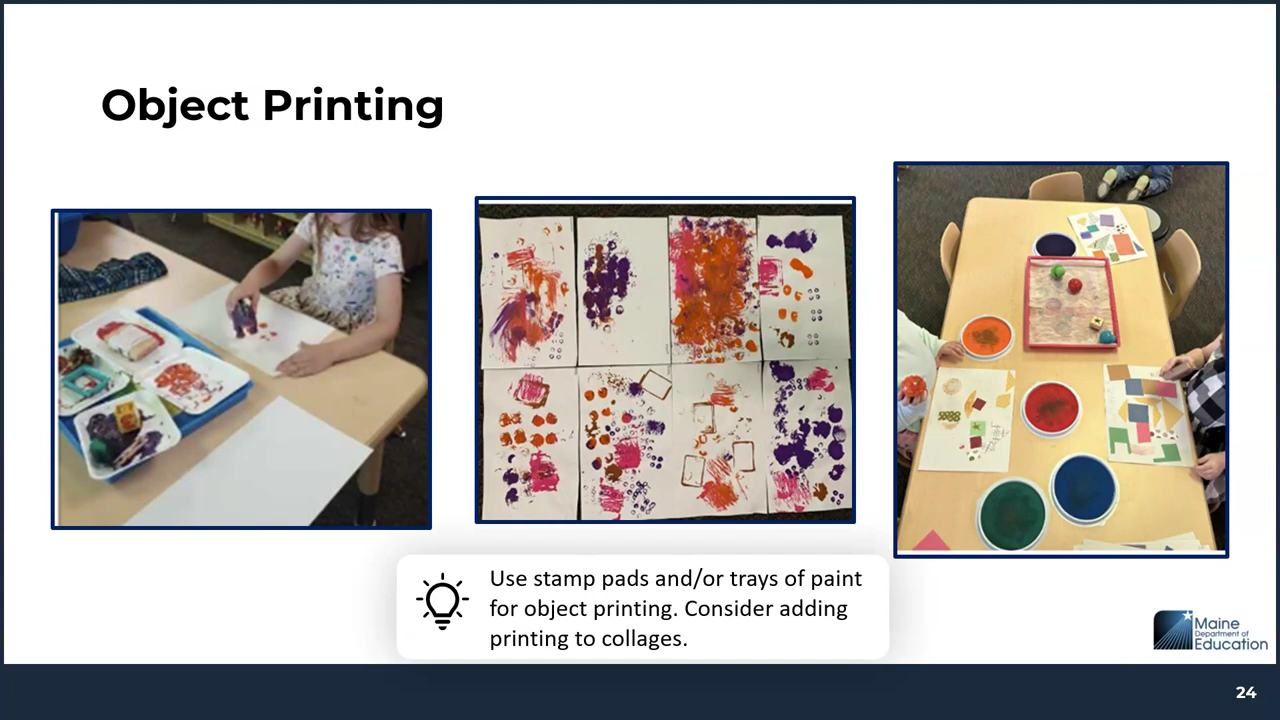 Object Printing
Use stamp pads and/or trays of paint
for object printing. Consider adding
printing to collages.
Maine
Department of
Education
24